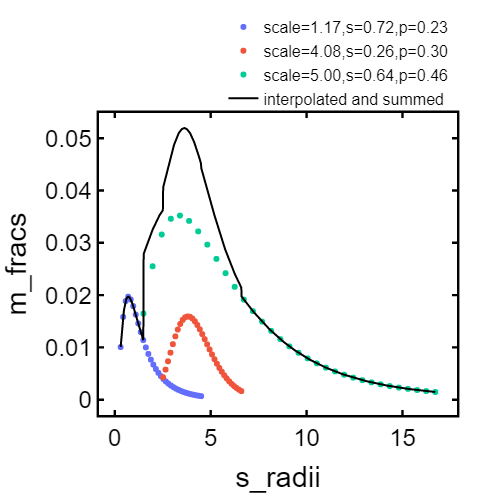 scale=1.17,s=0.72,p=0.23
scale=4.08,s=0.26,p=0.30
scale=5.00,s=0.64,p=0.46
interpolated and summed
0.05
0.04
0.03
0.02
0.01
0
m_fracs
0 5 10 15
s_radii